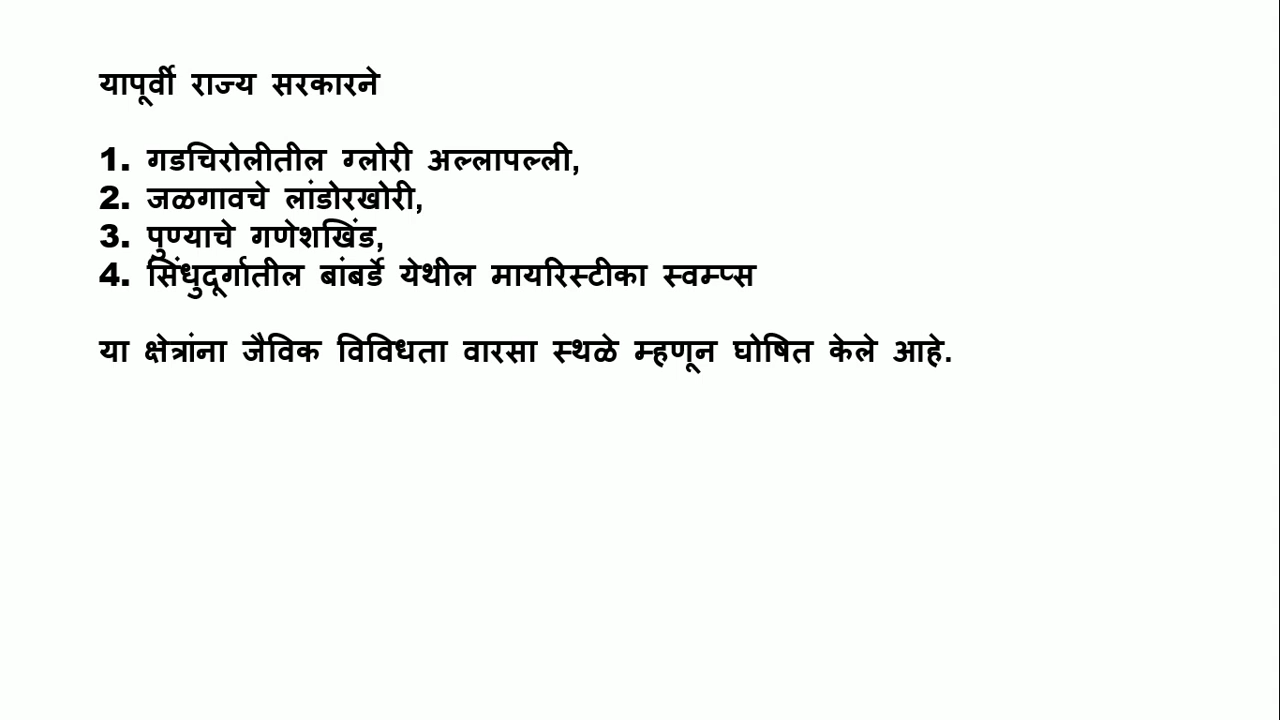 यापूर्वी राज्य सरकारने
1. गडचिरोलीतील ग्लोरी अल्लापल्ली,
2. जळगावचे लांडोरखोरी,
3. पुण्याचे गणेशखिंड,
4. सिंधुदूर्गातील बांबर्डे येथील मायरिस्टीका स्वम्प्स
या क्षेत्रांना जैविक विविधता वारसा स्थळे म्हणून घोषित केले आहे.